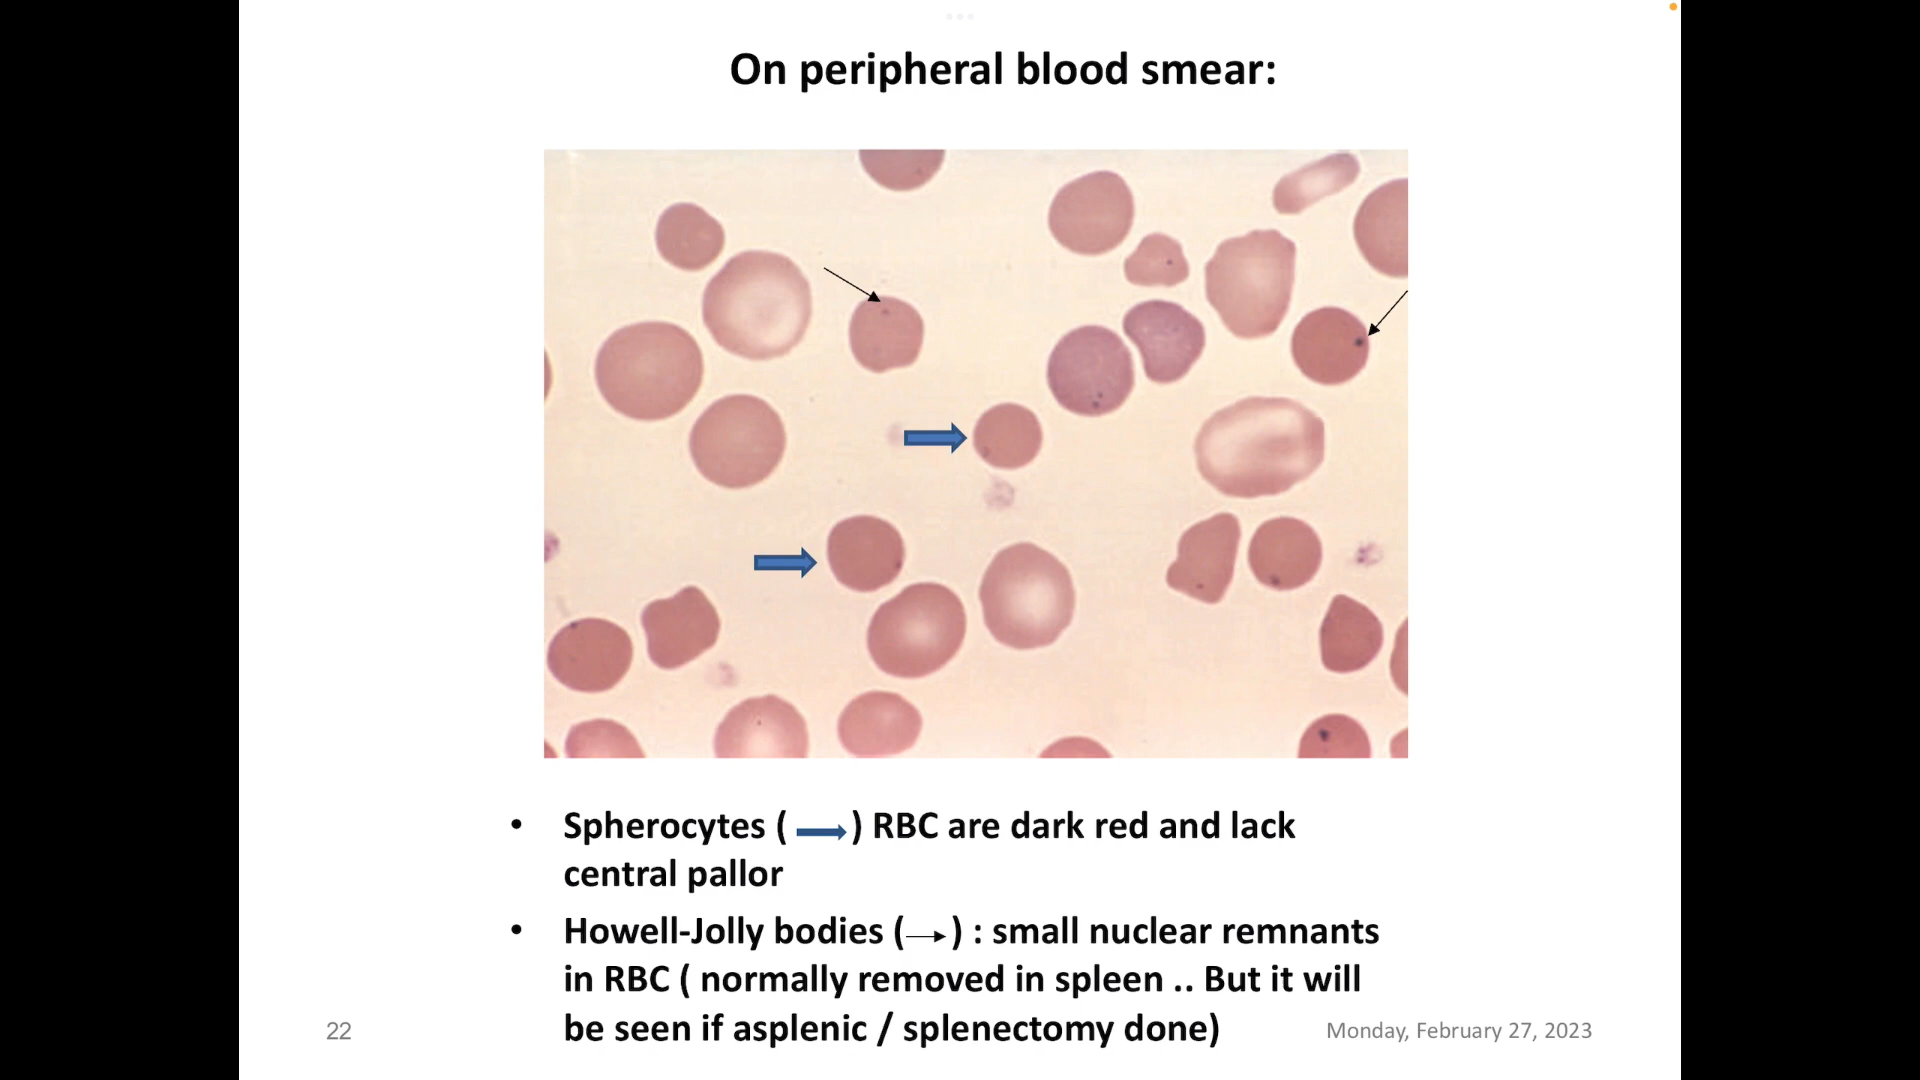 On peripheral blood smear:
• Spherocytes ( ) RBC are dark red and lack
central pallor
• Howell-Jolly bodies ( ) : small nuclear remnants
in RBC ( normally removed in spleen .. But it will
be seen if asplenic / splenectomy done)
22
Monday, February 27, 2023